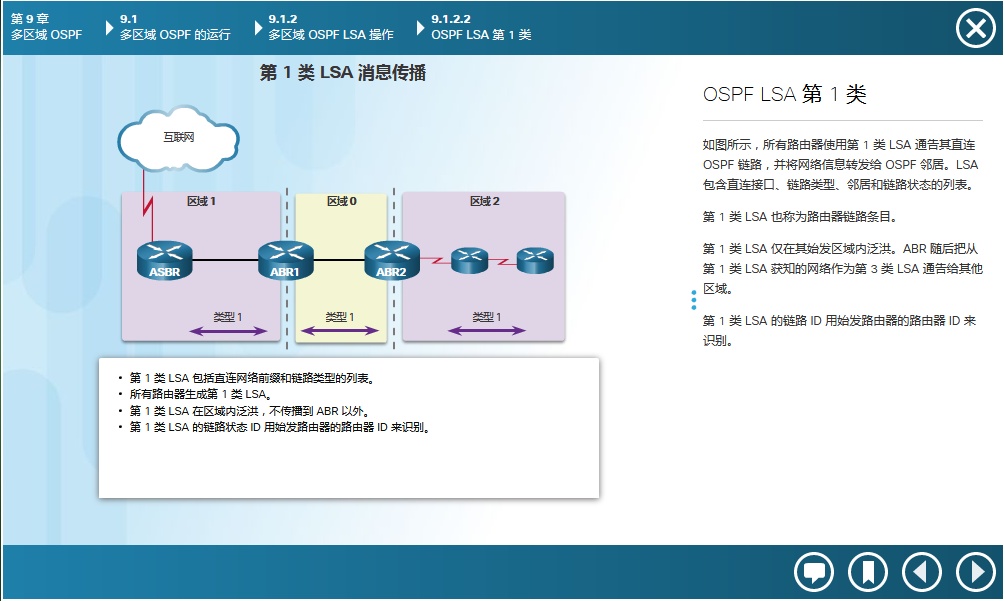 第 9 章
多区域 OSPF
9.1
多区域 OSPF 的运行
9.1.2
多区域 OSPF LSA 操作
9.1.2.2
OSPF LSA 第 1 类
第 1 类 LSA 消息传播
互联网
区域 1
区域 0
区域 2
ASBR
ABR1
ABR2
类型 1
类型 1
类型 1
• 第 1 类 LSA 包括直连网络前缀和链路类型的列表。
• 所有路由器生成第 1 类 LSA。
• 第 1 类 LSA 在区域内泛洪，不传播到 ABR 以外。
• 第 1 类 LSA 的链路状态 ID 用始发路由器的路由器 ID 来识别。
OSPF LSA 第 1 类
如图所示，所有路由器使用第 1 类 LSA 通告其直连
OSPF 链路，并将网络信息转发给 OSPF 邻居。LSA
包含直连接口、链路类型、邻居和链路状态的列表。
第 1 类 LSA 也称为路由器链路条目。
第 1 类 LSA 仅在其始发区域内泛洪。ABR 随后把从
第 1 类 LSA 获知的网络作为第 3 类 LSA 通告给其他
区域。
第 1 类 LSA 的链路 ID 用始发路由器的路由器 ID 来
识别。